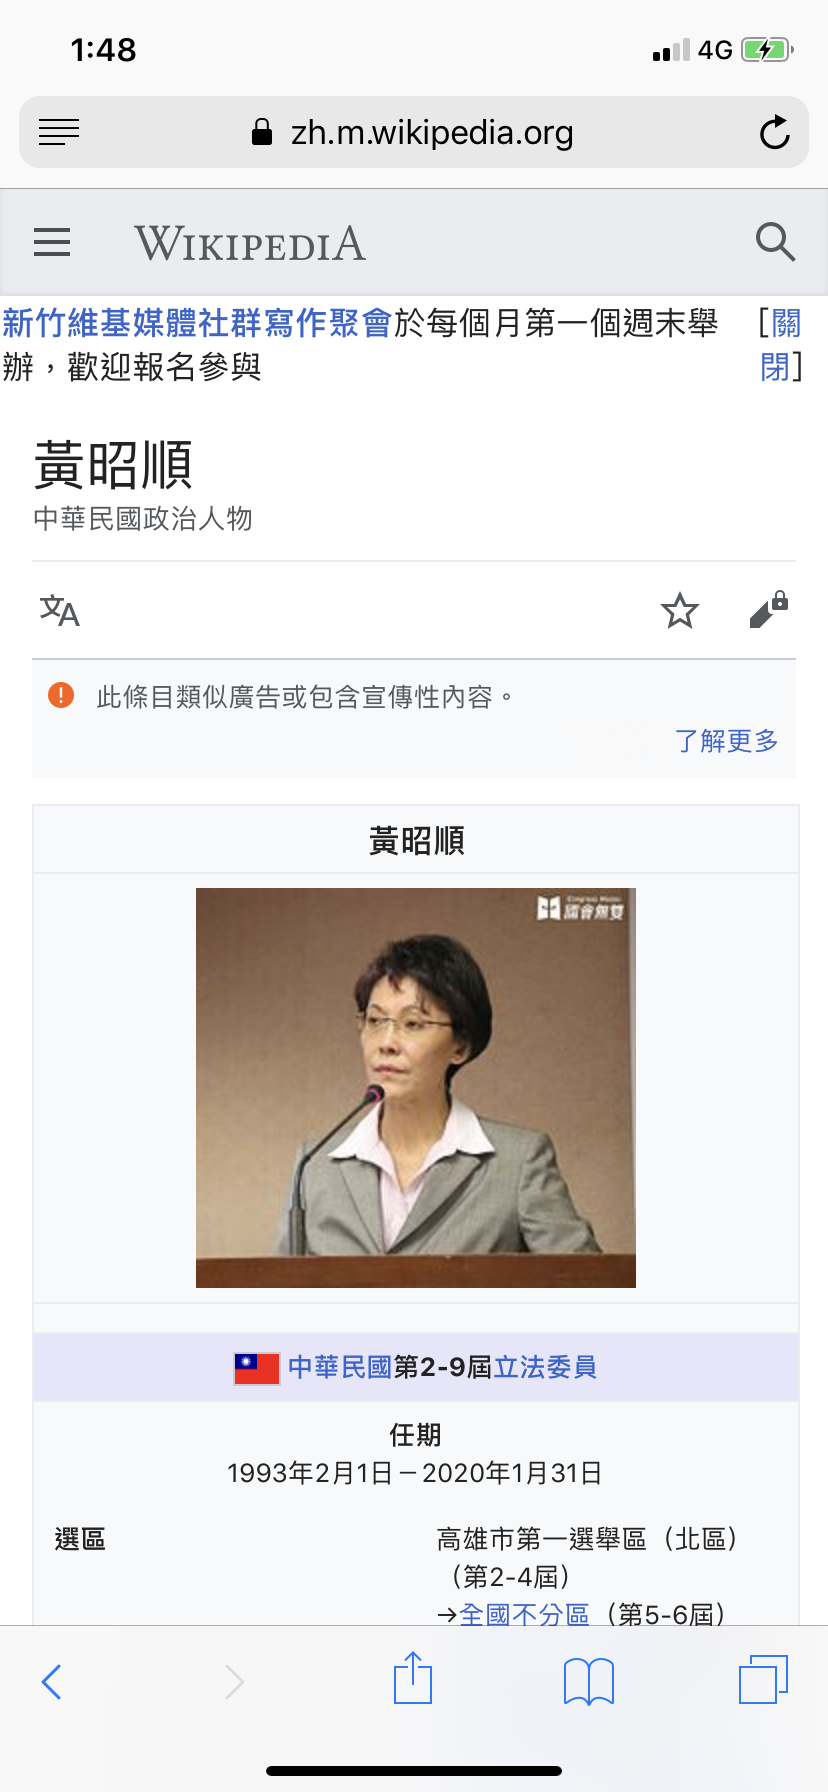 1:48
4G
zh.m.wikipedia.org
WIKIPEDIA
新竹維基媒體社群寫作聚會於每個月第一個週末舉 [關
辦，歡迎報名參與 閉]
黃昭順
中華民國政治人物
文A
此條目類似廣告或包含宣傳性內容。
了解更多
黃昭順
國會無雙
中華民國第2-9屆立法委員
任期
1993年2月1日－2020年1月31日
選區 高雄市第一選舉區（北區）
（第2-4屆）
→全國不分區（第5-6屆）